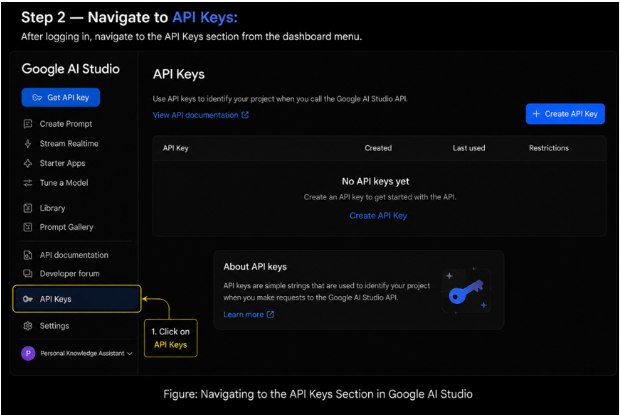 Step 2 — Navigate to API Keys:
After logging in, navigate to the API Keys section from the dashboard menu.
Google AI Studio
Get API key
Create Prompt
Stream Realtime
Starter Apps
Tune a Model
Library
Prompt Gallery
API documentation
Developer forum
API Keys
Settings
P
Personal Knowledge Assistant
1. Click on
API Keys
API Keys
Use API keys to identify your project when you call the Google AI Studio API.
View API documentation
+ Create API Key
API Key Created Last used Restrictions
No API keys yet
Create an API key to get started with the API.
Create API Key
About API keys
API keys are simple strings that are used to identify your project
when you make requests to the Google AI Studio API.
Learn more
Figure: Navigating to the API Keys Section in Google AI Studio